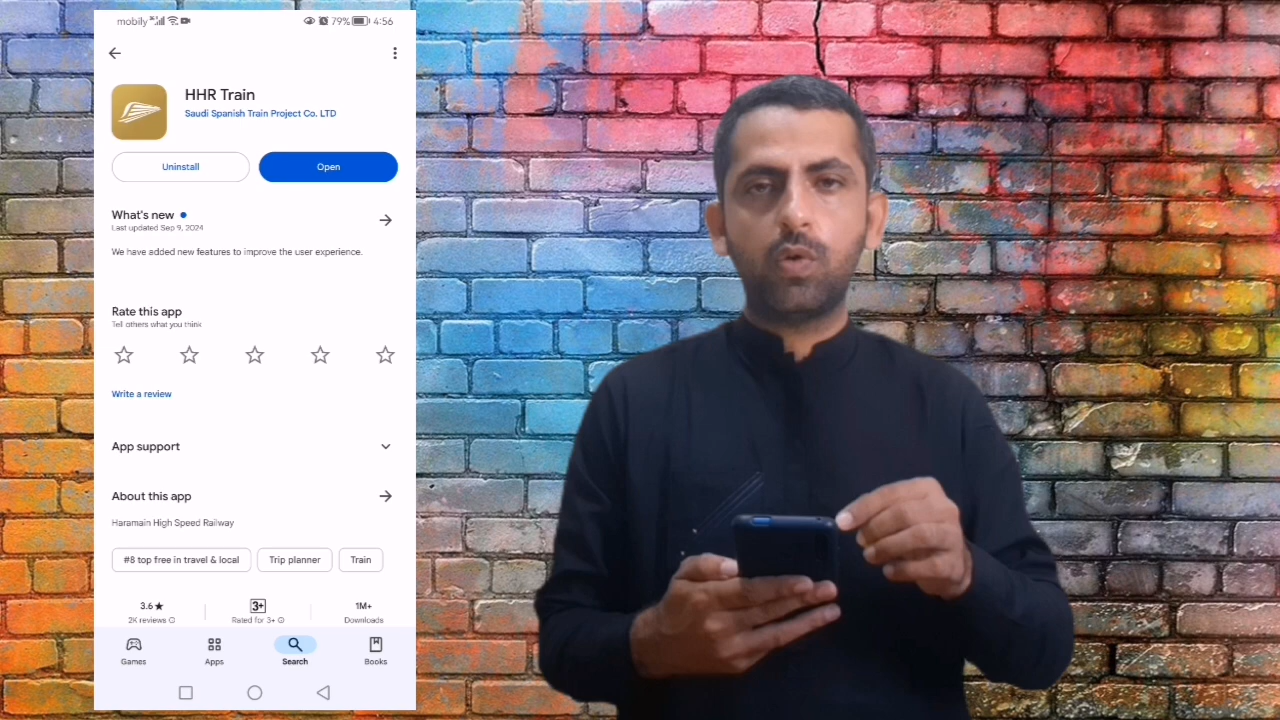 mobily 79% 4:56
HHR Train
Saudi Spanish Train Project Co. LTD
Uninstall Open
What's new
Last updated Sep 9, 2024
We have added new features to improve the user experience.
Rate this app
Tell others what you think
Write a review
App support
About this app
Haramain High Speed Railway
#8 top free in travel & local Trip planner Train
3.6★ 3+ 1M+
2K reviews Rated for 3+ Downloads
Games Apps Search Books